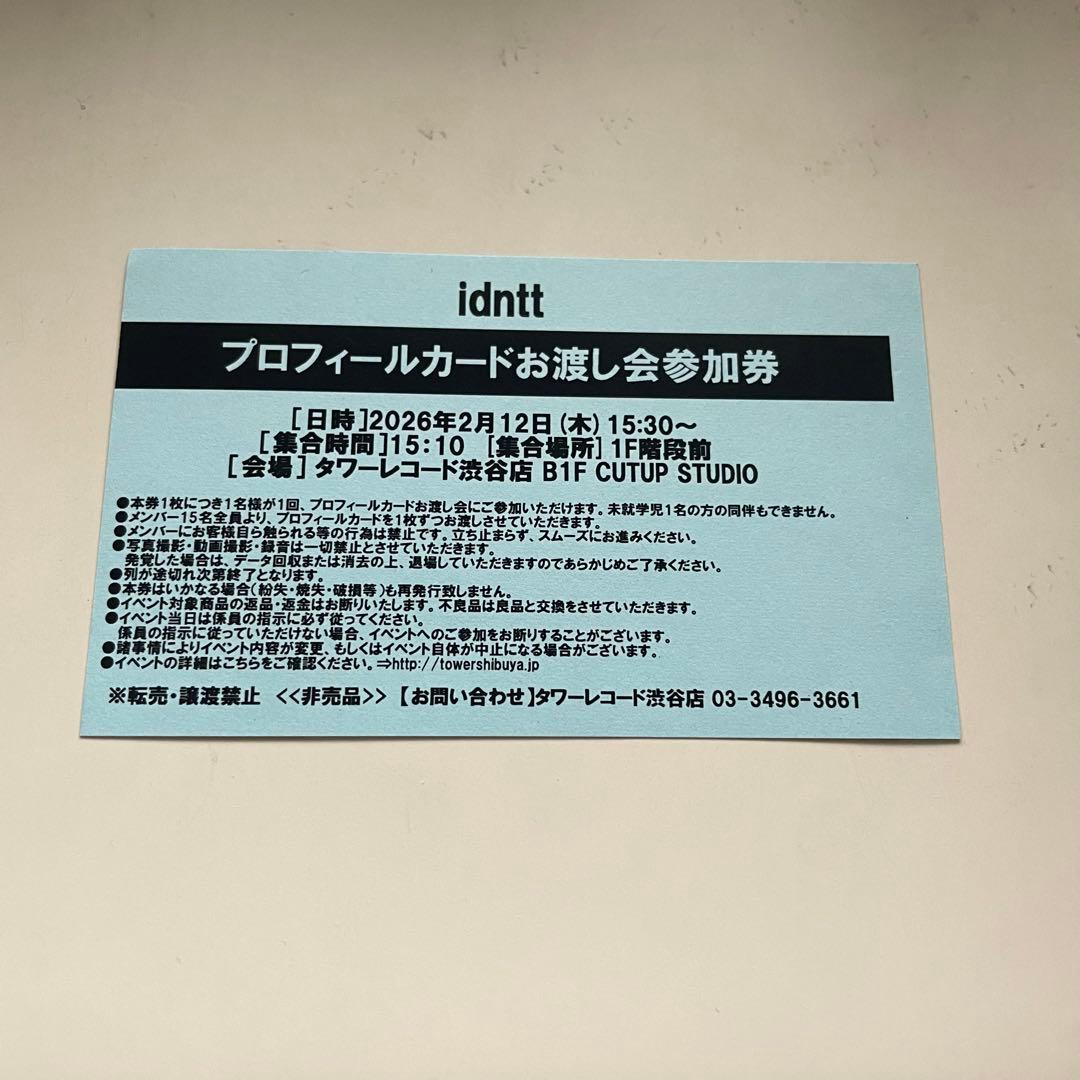 idntt
プロフィールカードお渡し会参加券
[日時]2026年2月12日(木) 15:30～
[集合時間]15:10 [集合場所] 1F階段前
[会場] タワーレコード渋谷店 B1F CUTUP STUDIO
●本券1枚につき1名様が1回、プロフィールカードお渡し会にご参加いただけます。未就学児1名の方の同伴もできません。
●メンバー15名全員より、プロフィールカードを1枚ずつお渡しさせていただきます。
●メンバーにお客様自ら触られる等の行為は禁止です。立ち止まらず、スムーズにお進みください。
●写真撮影・動画撮影・録音は一切禁止とさせていただきます。
発覚した場合は、データ回収または消去の上、退場していただきますのであらかじめご了承ください。
●列が途切れ次第終了となります。
●本券はいかなる場合(紛失・焼失・破損等)も再発行致しません。
●イベント対象商品の返品・返金はお断りいたします。不良品は良品と交換をさせていただきます。
●イベント当日は係員の指示に必ず従ってください。
係員の指示に従っていただけない場合、イベントへのご参加をお断りすることがございます。
●諸事情によりイベント内容が変更、もしくはイベント自体が中止になる場合がございます。
●イベントの詳細はこちらをご確認ください。⇒http://towershibuya.jp
※転売・譲渡禁止 <<非売品>> 【お問い合わせ】タワーレコード渋谷店 03-3496-3661